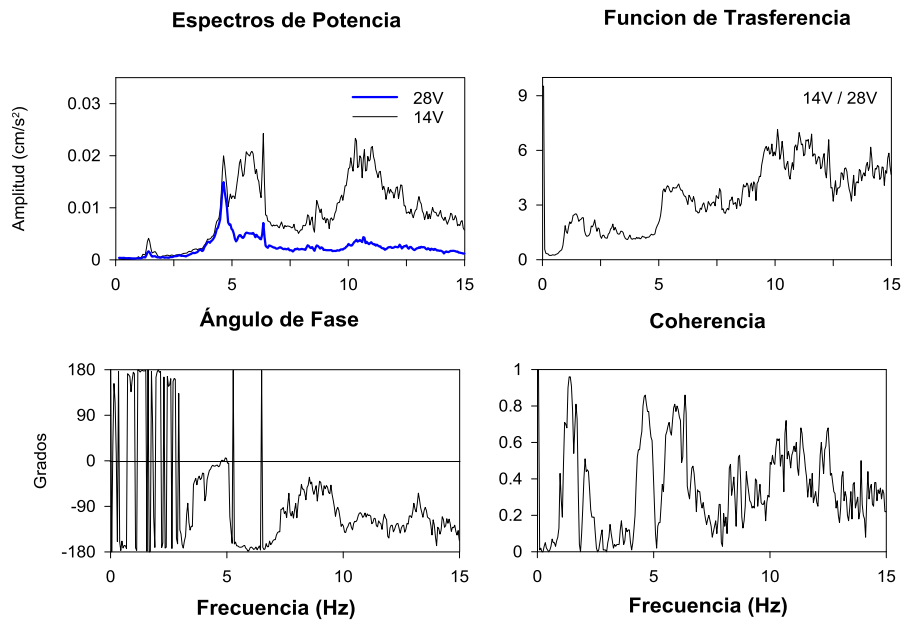 Espectros de Potencia
Funcion de Trasferencia
Amplitud (cm/s²)
0.03
0.02
0.01
0
28V
14V
0 5 10 15
9
6
3
0
14V / 28V
0 5 10 15
Ángulo de Fase
Coherencia
Grados
180
90
0
-90
-180
0 5 10 15
Frecuencia (Hz)
1
0.8
0.6
0.4
0.2
0
0 5 10 15
Frecuencia (Hz)